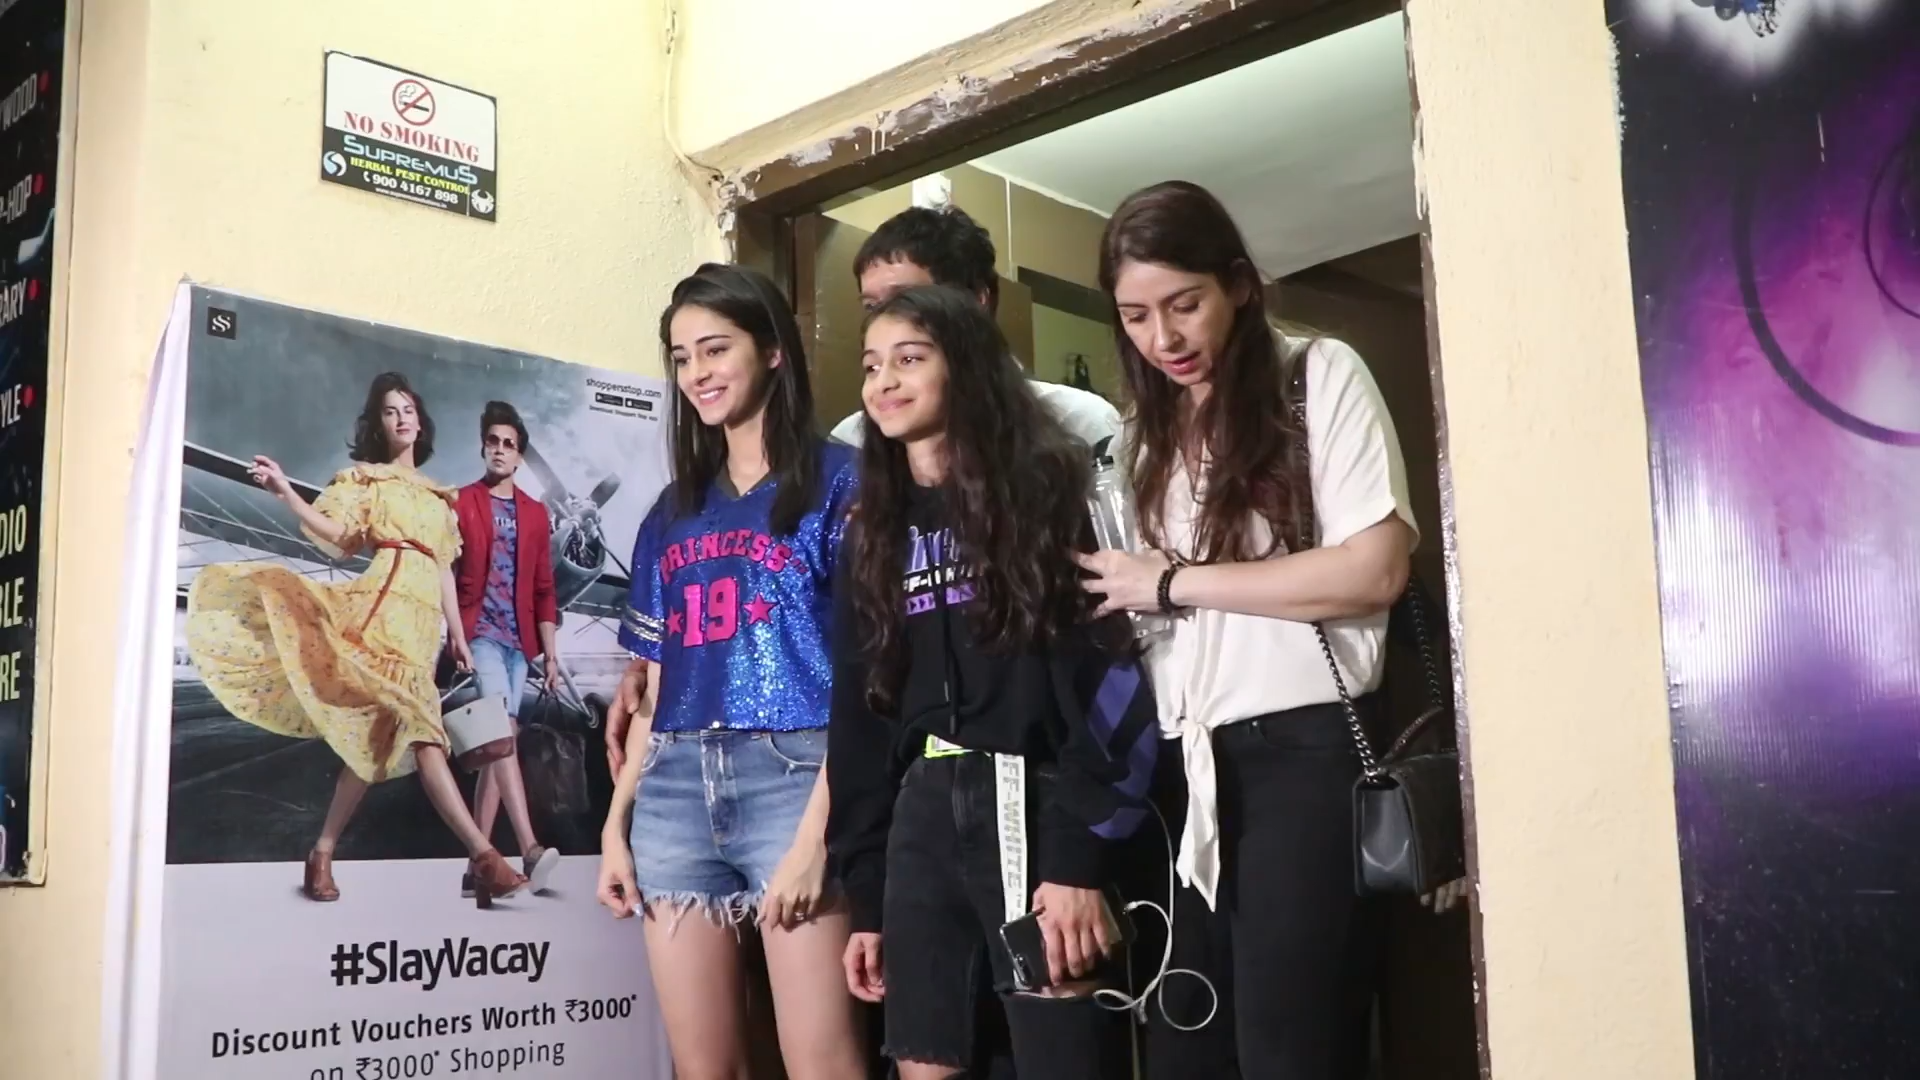 NO SMOKING
SUPREMUS
HERBAL PEST CONTROL
900 4167 898
shoppersstop.com
#SlayVacay
Discount Vouchers Worth ₹3000*
on ₹3000* Shopping
PRINCESS
19
OFF-WHITE
DIO